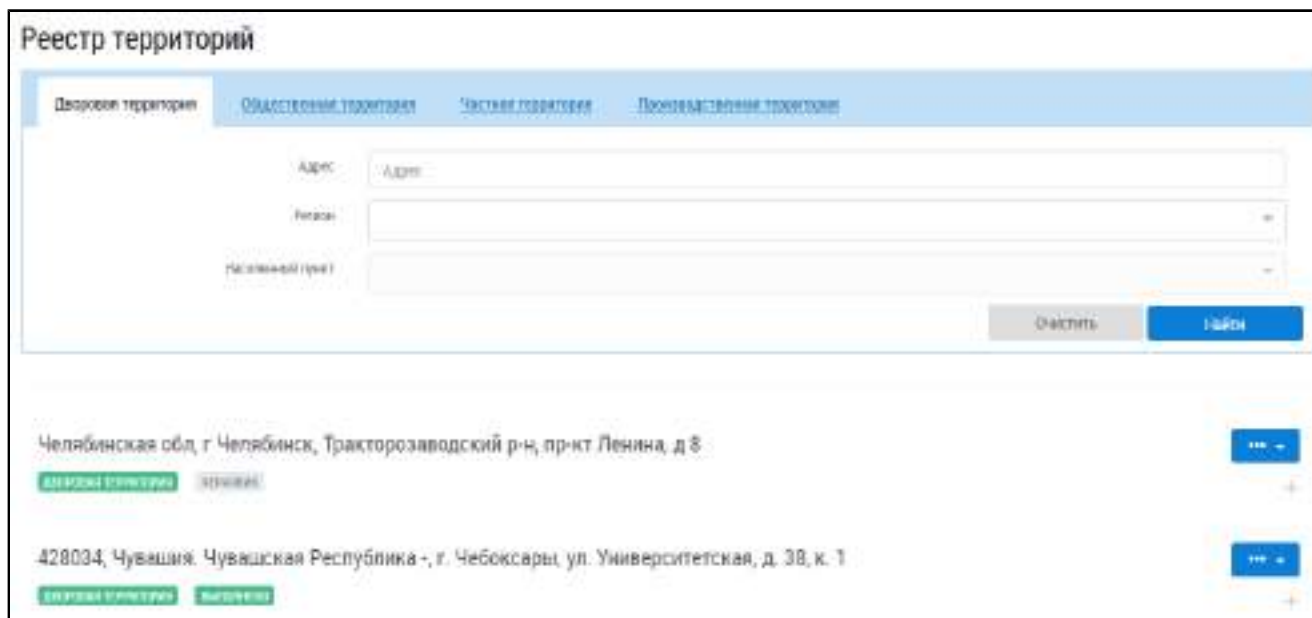 Реестр территорий
Дворовая территория Общественная территория Частная территория Производственная территория
Адрес Адрес
Регион
Населенный пункт
Очистить Найти
Челябинская обл, г Челябинск, Тракторозаводский р-н, пр-кт Ленина, д 8
ДВОРОВАЯ ТЕРРИТОРИЯ ЧЕРНОВИК
428034, Чувашия. Чувашская Республика -, г. Чебоксары, ул. Университетская, д. 38, к. 1
ДВОРОВАЯ ТЕРРИТОРИЯ ВЫПОЛНЕНО